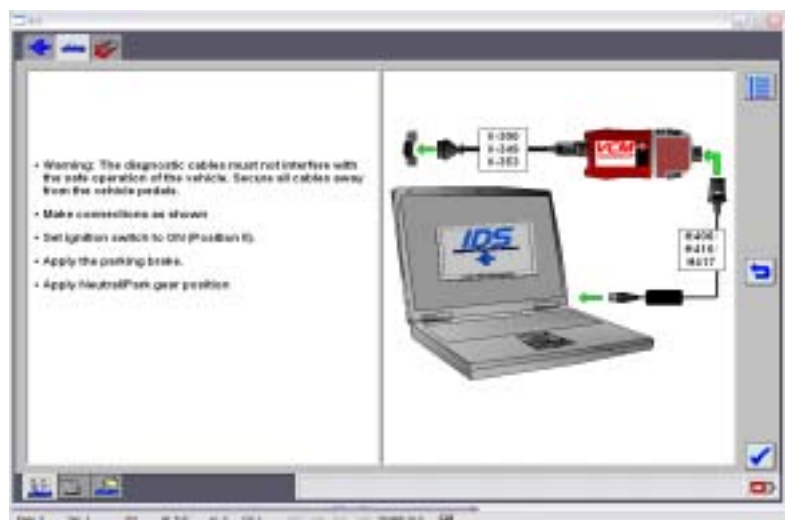 • Warning: The diagnostic cables must not interfere with
the safe operation of the vehicle. Secure all cables away
from the vehicle pedals.
• Make connections as shown
• Set ignition switch to ON (Position II).
• Apply the parking brake.
• Apply Neutral/Park gear position
VCM
IDS